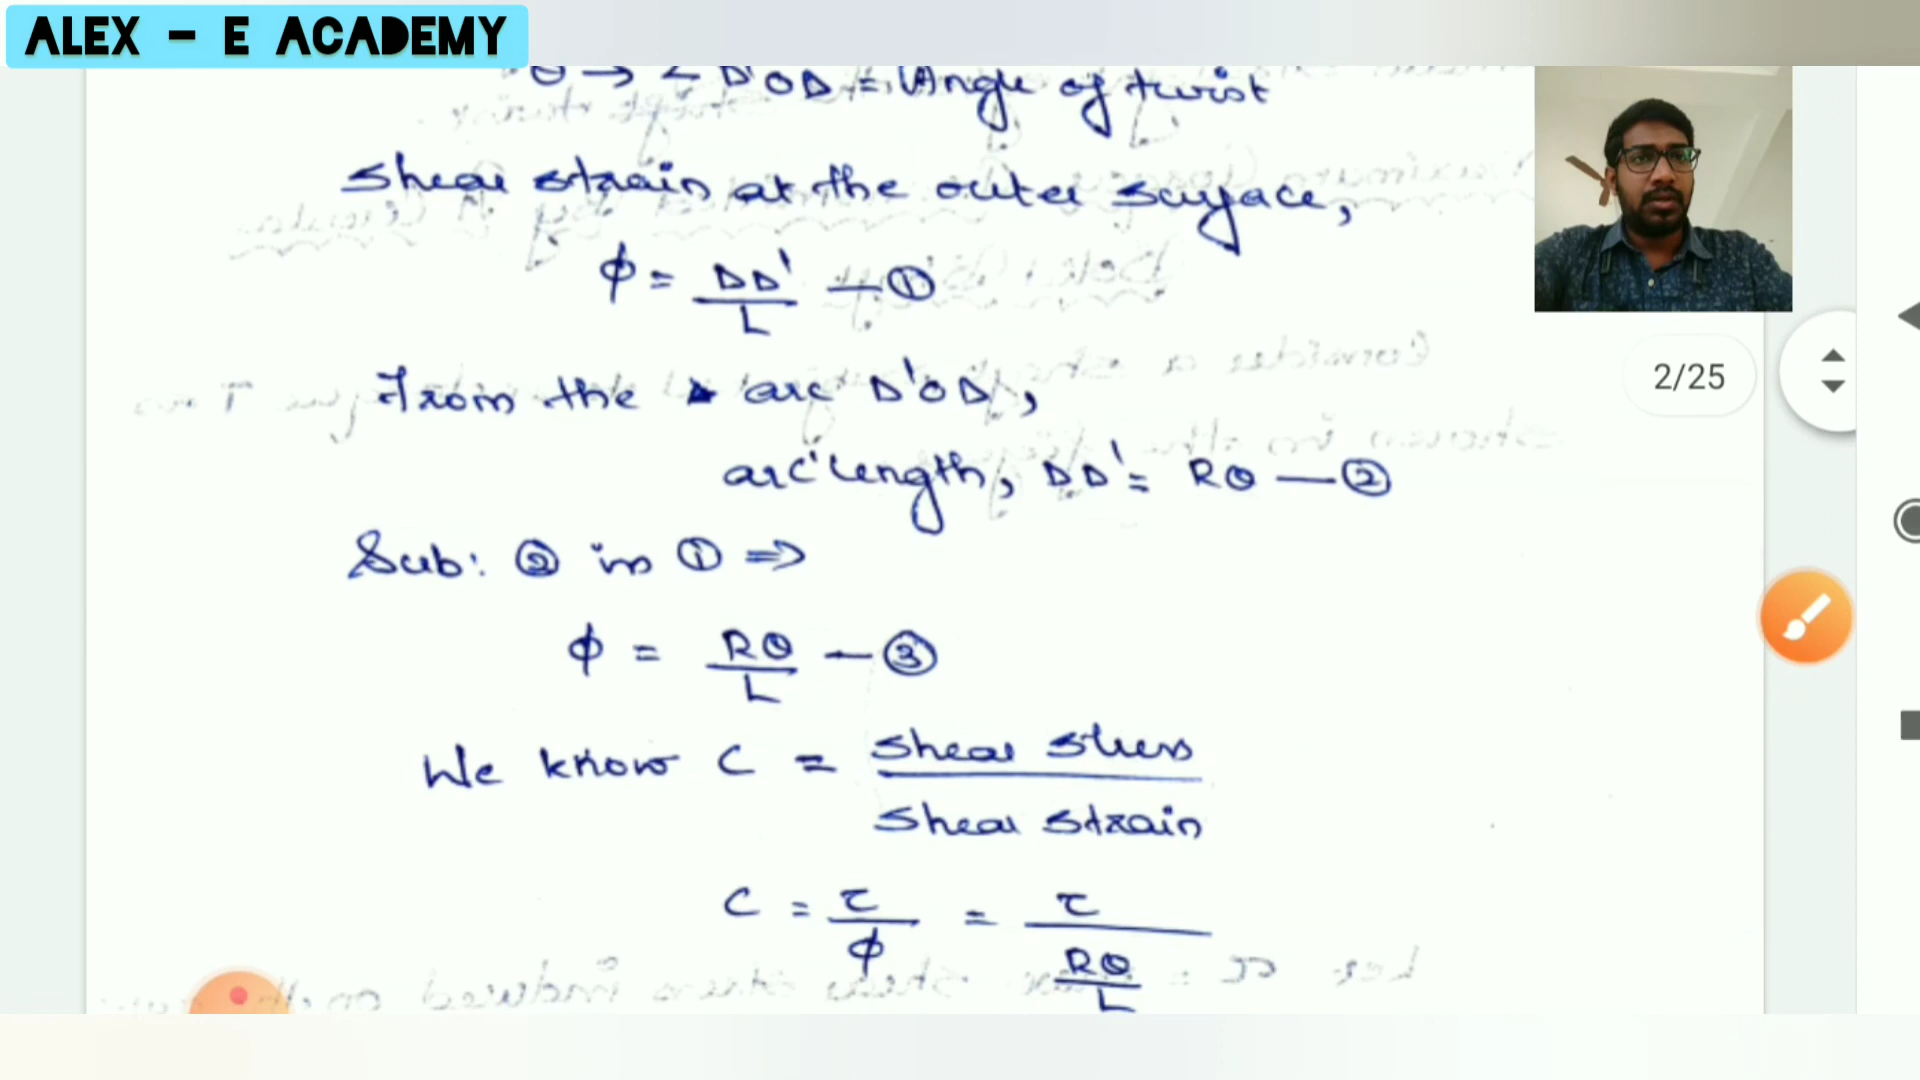 ALEX - E ACADEMY
θ → ∠ D'OD = Angle of twist
Shear strain at the outer surface,
ϕ = DD'/L — ①
2/25
From the arc D'OD,
arc length, DD' = Rθ — ②
Sub: ② in ① ⇒
ϕ = Rθ/L — ③
We know C = Shear Stress / Shear Strain
C = τ/ϕ = τ / (Rθ/L)